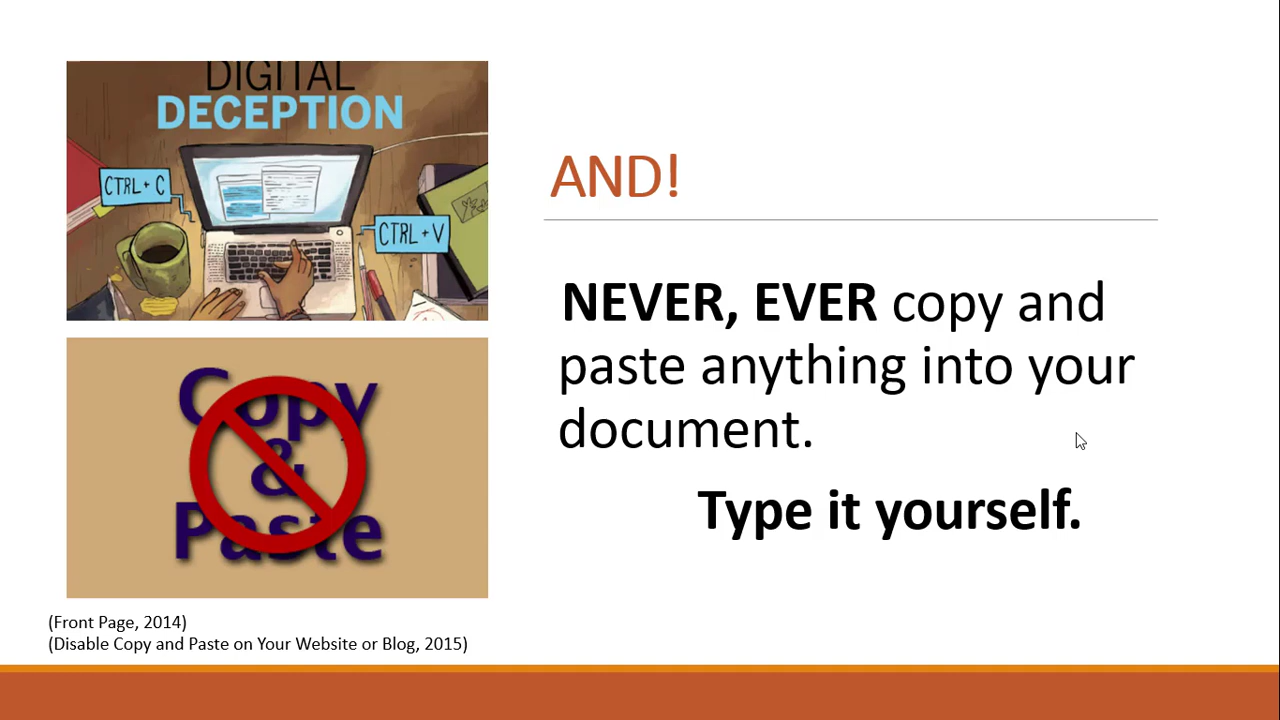 DIGITAL
DECEPTION
CTRL + C
CTRL + V
Copy
&
Paste
(Front Page, 2014)
(Disable Copy and Paste on Your Website or Blog, 2015)
AND!
NEVER, EVER copy and
paste anything into your
document.
Type it yourself.